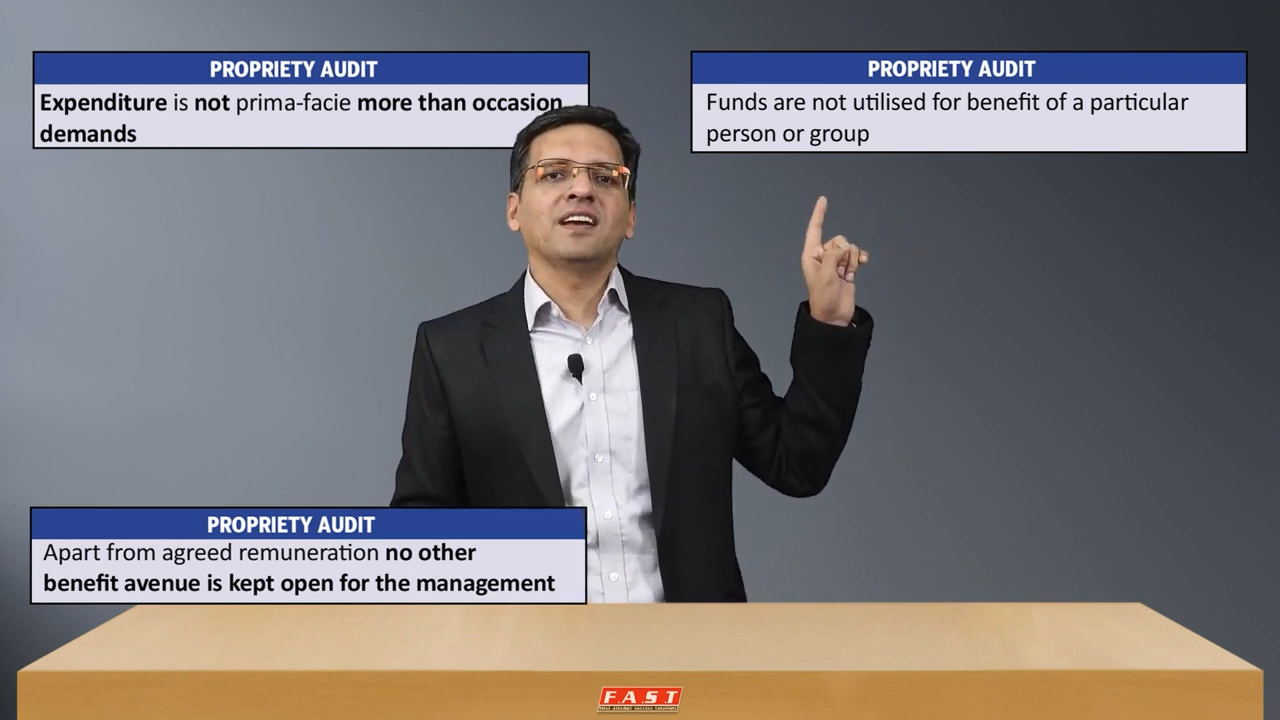 PROPRIETY AUDIT
Expenditure is not prima-facie more than occasion
demands
PROPRIETY AUDIT
Funds are not utilised for benefit of a particular
person or group
PROPRIETY AUDIT
Apart from agreed remuneration no other
benefit avenue is kept open for the management
F.A.S.T